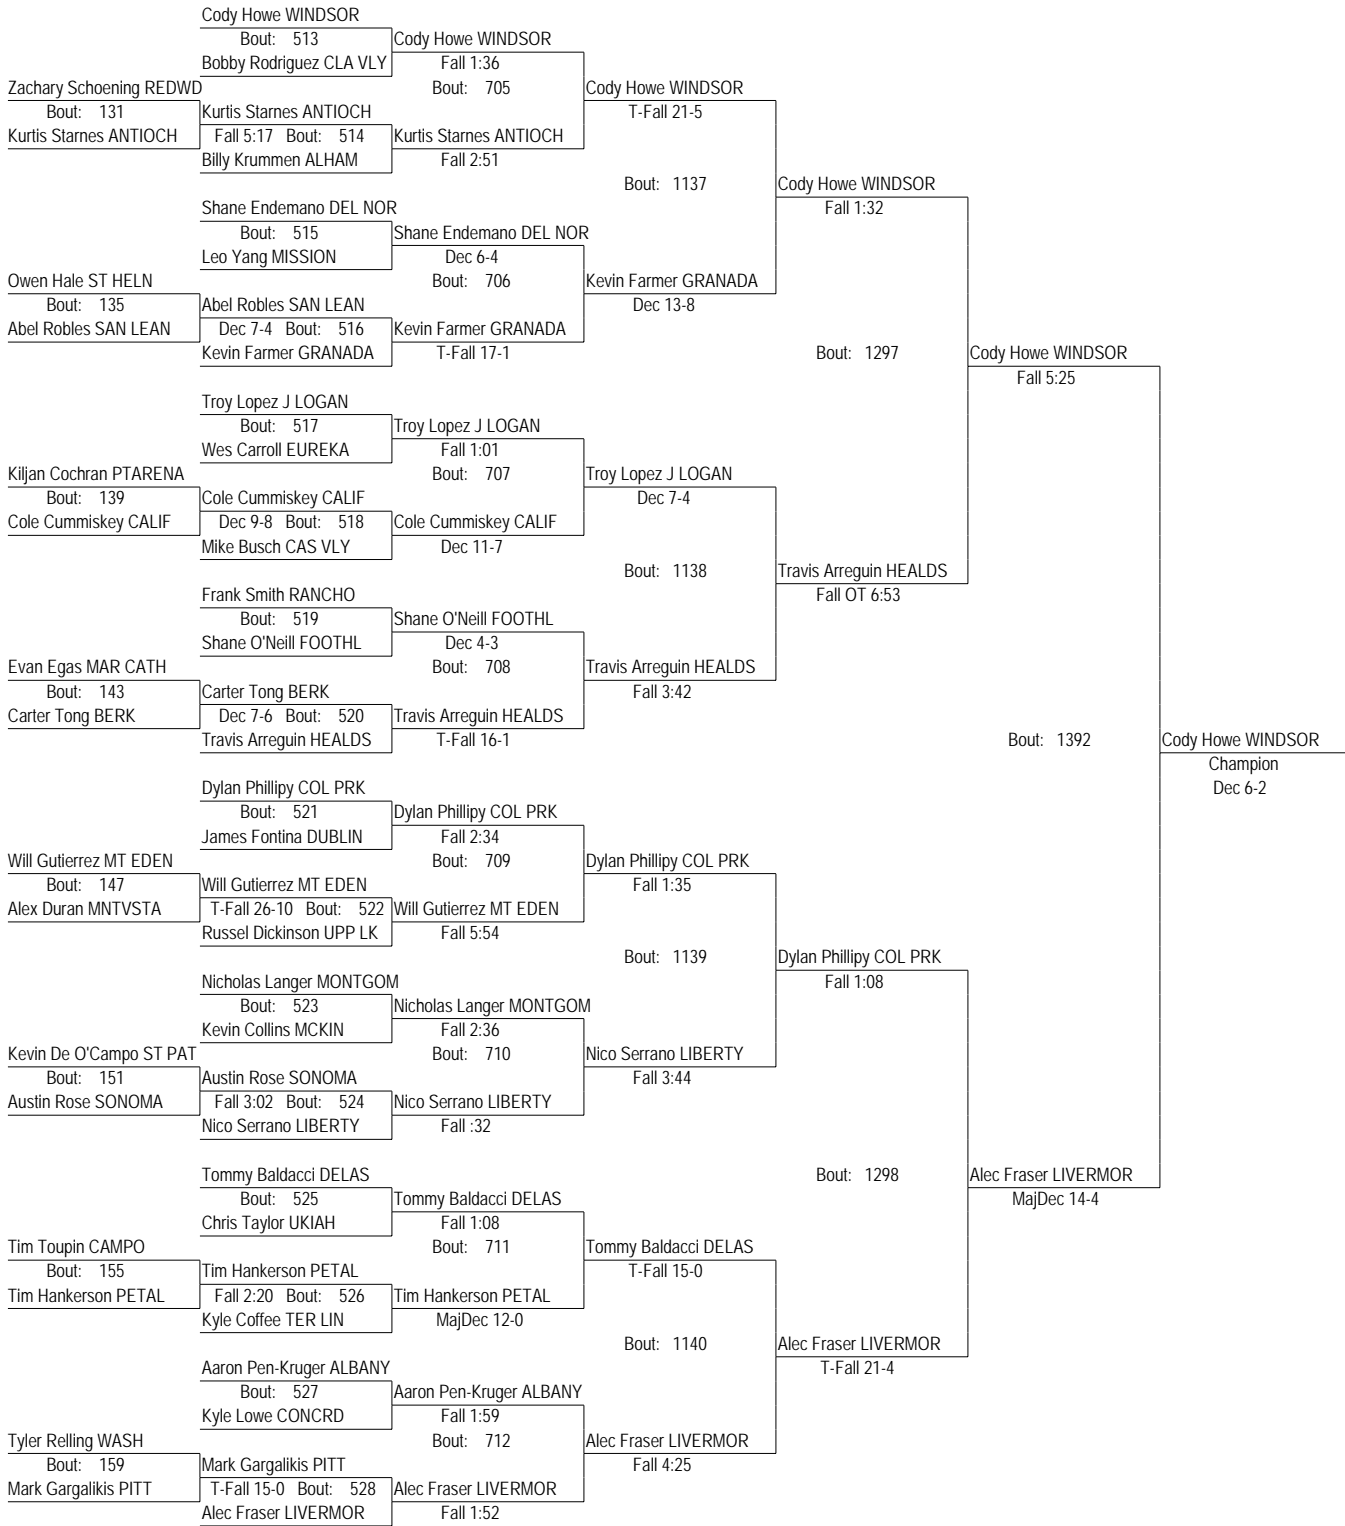 Cody Howe WINDSOR
Bout: 513 Cody Howe WINDSOR
Bobby Rodriguez CLA VLY Fall 1:36
Zachary Schoening REDWD Bout: 705 Cody Howe WINDSOR
Bout: 131 Kurtis Starnes ANTIOCH T-Fall 21-5
Kurtis Starnes ANTIOCH Fall 5:17 Bout: 514 Kurtis Starnes ANTIOCH
Billy Krummen ALHAM Fall 2:51
Bout: 1137 Cody Howe WINDSOR
Shane Endemano DEL NOR Fall 1:32
Bout: 515 Shane Endemano DEL NOR
Leo Yang MISSION Dec 6-4
Owen Hale ST HELN Bout: 706 Kevin Farmer GRANADA
Bout: 135 Abel Robles SAN LEAN Dec 13-8
Abel Robles SAN LEAN Dec 7-4 Bout: 516 Kevin Farmer GRANADA
Kevin Farmer GRANADA T-Fall 17-1 Bout: 1297 Cody Howe WINDSOR
Fall 5:25
Troy Lopez J LOGAN
Bout: 517 Troy Lopez J LOGAN
Wes Carroll EUREKA Fall 1:01
Kiljan Cochran PTARENA Bout: 707 Troy Lopez J LOGAN
Bout: 139 Cole Cummiskey CALIF Dec 7-4
Cole Cummiskey CALIF Dec 9-8 Bout: 518 Cole Cummiskey CALIF
Mike Busch CAS VLY Dec 11-7
Bout: 1138 Travis Arreguin HEALDS
Frank Smith RANCHO Fall OT 6:53
Bout: 519 Shane O'Neill FOOTHL
Shane O'Neill FOOTHL Dec 4-3
Evan Egas MAR CATH Bout: 708 Travis Arreguin HEALDS
Bout: 143 Carter Tong BERK Fall 3:42
Carter Tong BERK Dec 7-6 Bout: 520 Travis Arreguin HEALDS
Travis Arreguin HEALDS T-Fall 16-1 Bout: 1392 Cody Howe WINDSOR
Champion
Dylan Phillipy COL PRK Dec 6-2
Bout: 521 Dylan Phillipy COL PRK
James Fontina DUBLIN Fall 2:34
Will Gutierrez MT EDEN Bout: 709 Dylan Phillipy COL PRK
Bout: 147 Will Gutierrez MT EDEN Fall 1:35
Alex Duran MNTVSTA T-Fall 26-10 Bout: 522 Will Gutierrez MT EDEN
Russel Dickinson UPP LK Fall 5:54
Bout: 1139 Dylan Phillipy COL PRK
Nicholas Langer MONTGOM Fall 1:08
Bout: 523 Nicholas Langer MONTGOM
Kevin Collins MCKIN Fall 2:36
Kevin De O'Campo ST PAT Bout: 710 Nico Serrano LIBERTY
Bout: 151 Austin Rose SONOMA Fall 3:44
Austin Rose SONOMA Fall 3:02 Bout: 524 Nico Serrano LIBERTY
Nico Serrano LIBERTY Fall :32
Tommy Baldacci DELAS Bout: 1298 Alec Fraser LIVERMOR
Bout: 525 Tommy Baldacci DELAS MajDec 14-4
Chris Taylor UKIAH Fall 1:08
Tim Toupin CAMPO Bout: 711 Tommy Baldacci DELAS
Bout: 155 Tim Hankerson PETAL T-Fall 15-0
Tim Hankerson PETAL Fall 2:20 Bout: 526 Tim Hankerson PETAL
Kyle Coffee TER LIN MajDec 12-0
Bout: 1140 Alec Fraser LIVERMOR
Aaron Pen-Kruger ALBANY T-Fall 21-4
Bout: 527 Aaron Pen-Kruger ALBANY
Kyle Lowe CONCRD Fall 1:59
Tyler Relling WASH Bout: 712 Alec Fraser LIVERMOR
Bout: 159 Mark Gargalikis PITT Fall 4:25
Mark Gargalikis PITT T-Fall 15-0 Bout: 528 Alec Fraser LIVERMOR
Alec Fraser LIVERMOR Fall 1:52